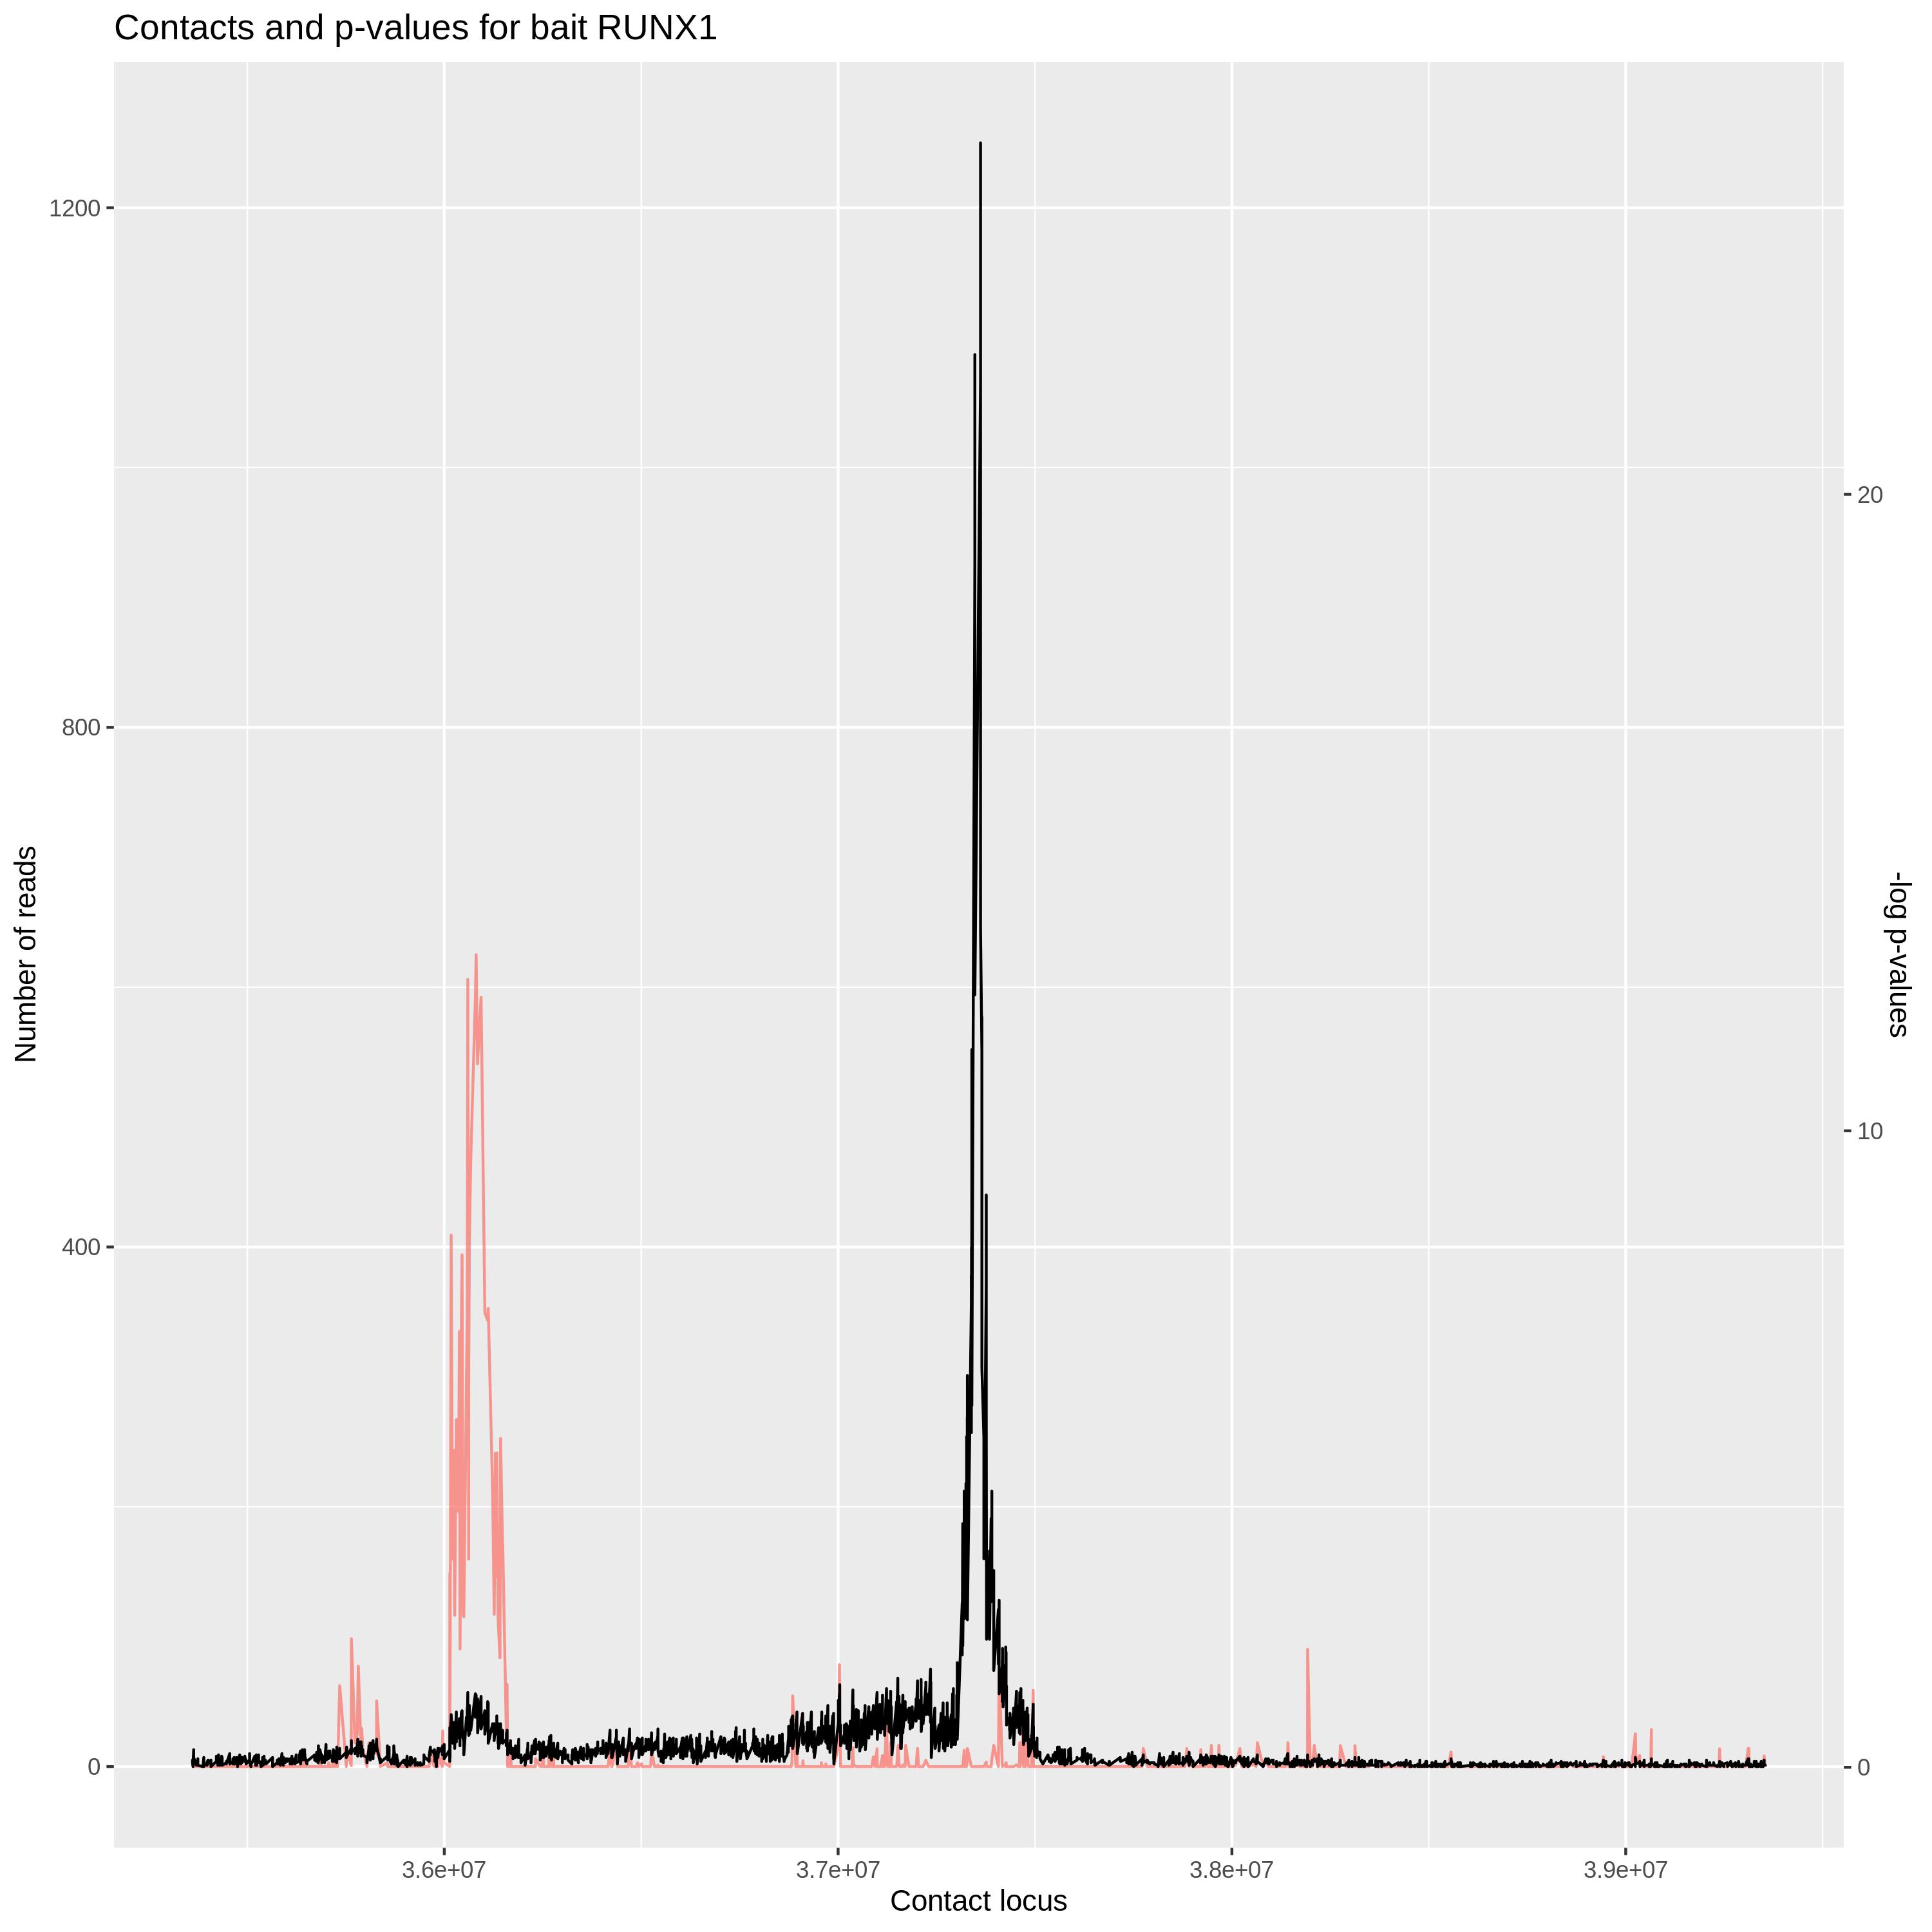 Contacts and p-values for bait RUNX1
1200
800
400
0
Number of reads
20
10
0
-log p-values
3.6e+07
3.7e+07
3.8e+07
3.9e+07
Contact locus